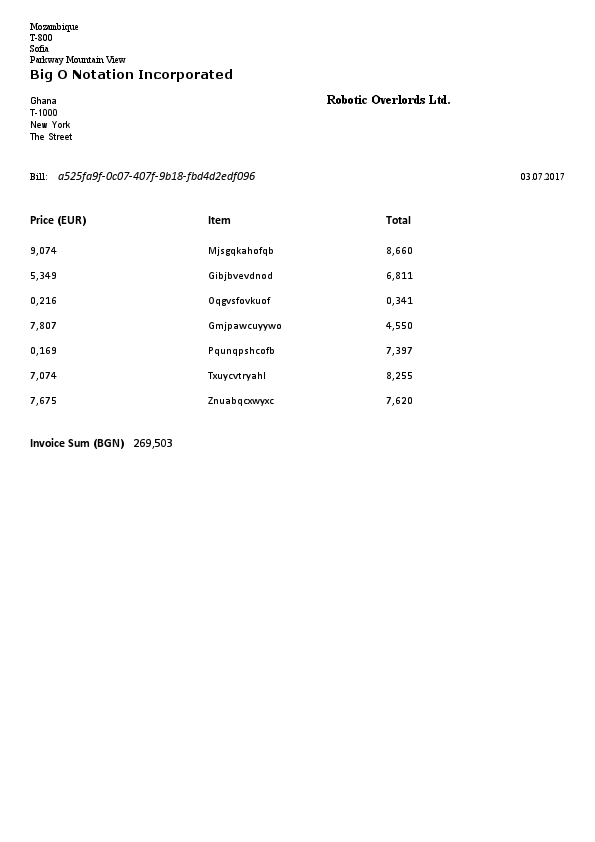 Mozambique
T-800
Sofia
Parkway Mountain View
Big O Notation Incorporated
Ghana
Robotic Overlords Ltd.
T-1000
New York
The Street
Bill: a525fa9f-0c07-407f-9b18-fbd4d2edf096 03.07.2017
Price (EUR) Item Total
9,074 Mjsgqkahofqb 8,660
5,349 Gibjbvevdnod 6,811
0,216 Oqgvsfovkuof 0,341
7,807 Gmjpawcuyywo 4,550
0,169 Pqunqpshcofb 7,397
7,074 Txuycvtryahl 8,255
7,675 Znuabqcxwyxc 7,620
Invoice Sum (BGN) 269,503